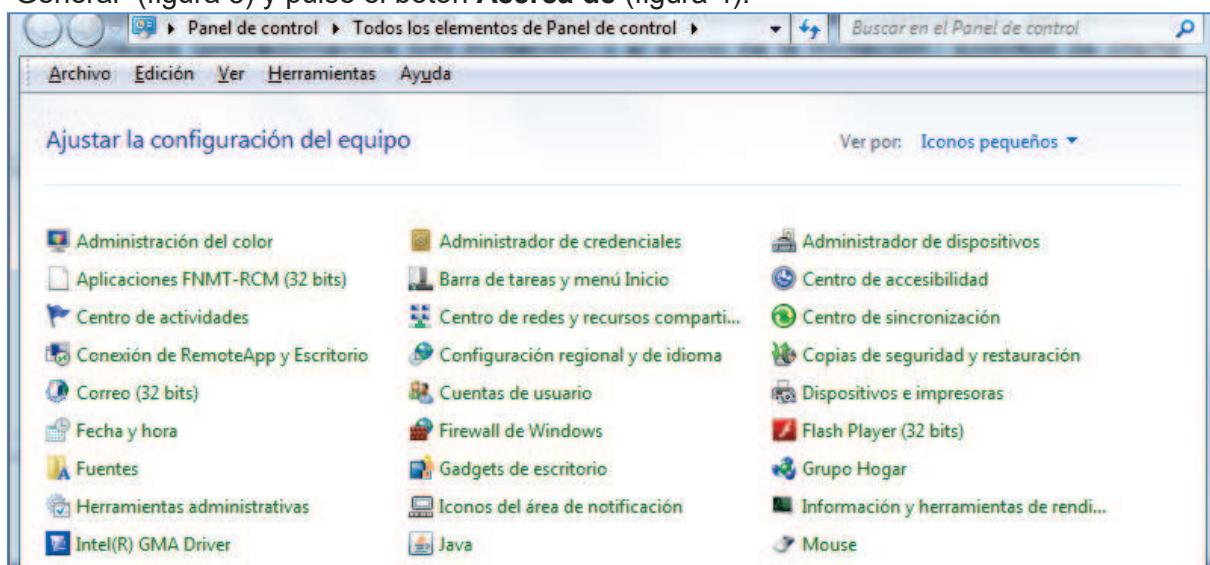 General" (figura 3) y pulse el botón Acerca de (figura 4).
Panel de control Todos los elementos de Panel de control Buscar en el Panel de control
Archivo Edición Ver Herramientas Ayuda
Ajustar la configuración del equipo Ver por: Iconos pequeños
Administración del color Administrador de credenciales Administrador de dispositivos
Aplicaciones FNMT-RCM (32 bits) Barra de tareas y menú Inicio Centro de accesibilidad
Centro de actividades Centro de redes y recursos comparti... Centro de sincronización
Conexión de RemoteApp y Escritorio Configuración regional y de idioma Copias de seguridad y restauración
Correo (32 bits) Cuentas de usuario Dispositivos e impresoras
Fecha y hora Firewall de Windows Flash Player (32 bits)
Fuentes Gadgets de escritorio Grupo Hogar
Herramientas administrativas Iconos del área de notificación Información y herramientas de rendi...
Intel(R) GMA Driver Java Mouse